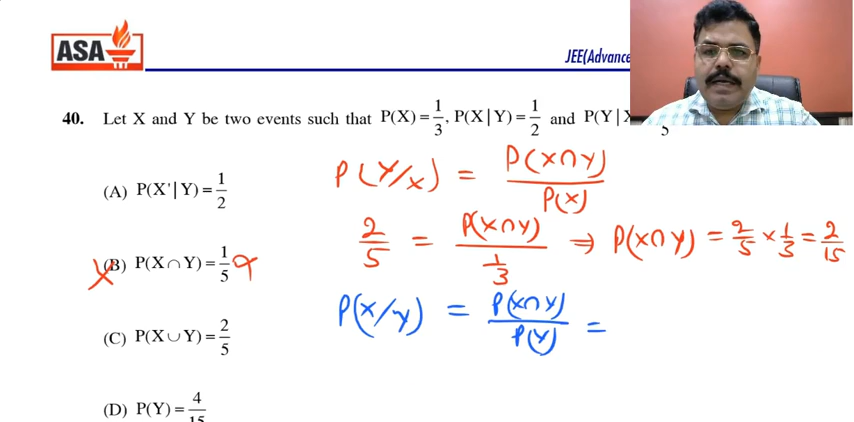 ASA
JEE(Advance
40. Let X and Y be two events such that P(X) = 1/3, P(X | Y) = 1/2 and P(Y | X 5
(A) P(X' | Y) = 1/2
P(Y/X) = P(X∩Y)/P(X)
2/5 = P(X∩Y)/(1/3) ⇒ P(X∩Y) = 2/5 × 1/3 = 2/15
(B) P(X ∩ Y) = 1/5
P(X/Y) = P(X∩Y)/P(Y) =
(C) P(X ∪ Y) = 2/5
(D) P(Y) = 4/15